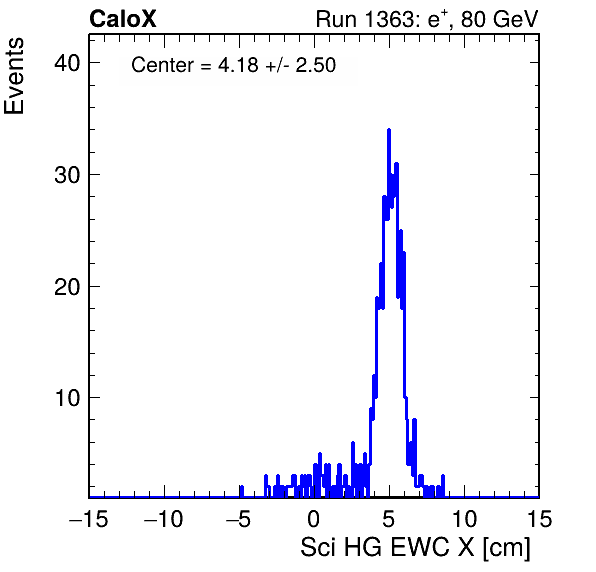 CaloX Run 1363: e⁺, 80 GeV
Center = 4.18 +/- 2.50
Events
40
30
20
10
−15 −10 −5 0 5 10 15
Sci HG EWC X [cm]